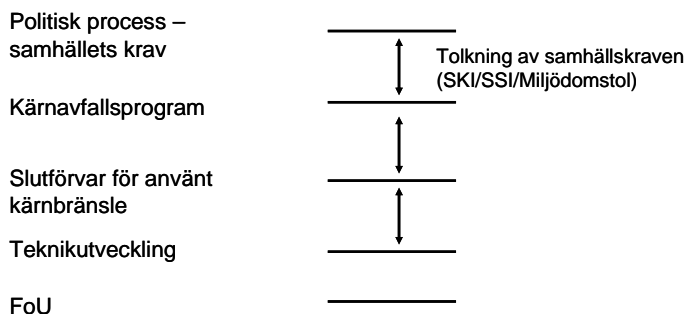 Politisk process –
samhällets krav
Tolkning av samhällskraven
(SKI/SSI/Miljödomstol)
Kärnavfallsprogram
Slutförvar för använt
kärnbränsle
Teknikutveckling
FoU